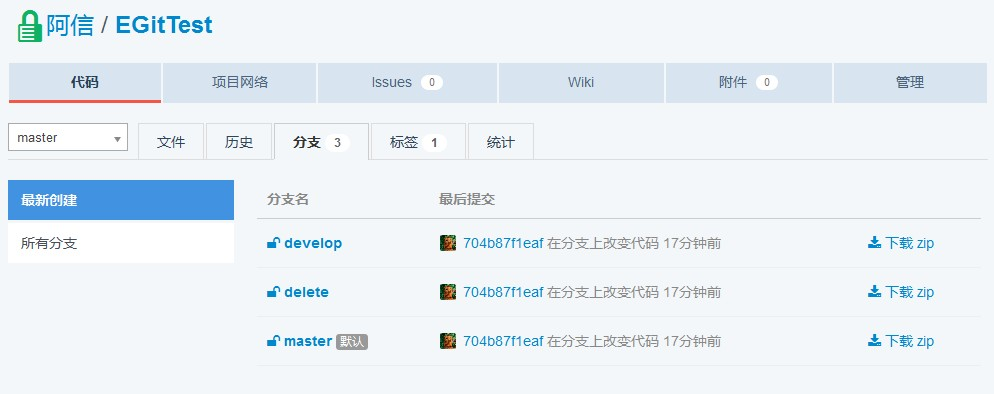 阿信 / EGitTest
代码 项目网络 Issues 0 Wiki 附件 0 管理
master 文件 历史 分支 3 标签 1 统计
最新创建 分支名 最后提交
所有分支 develop 704b87f1eaf 在分支上改变代码 17分钟前 下载 zip
delete 704b87f1eaf 在分支上改变代码 17分钟前 下载 zip
master 默认 704b87f1eaf 在分支上改变代码 17分钟前 下载 zip